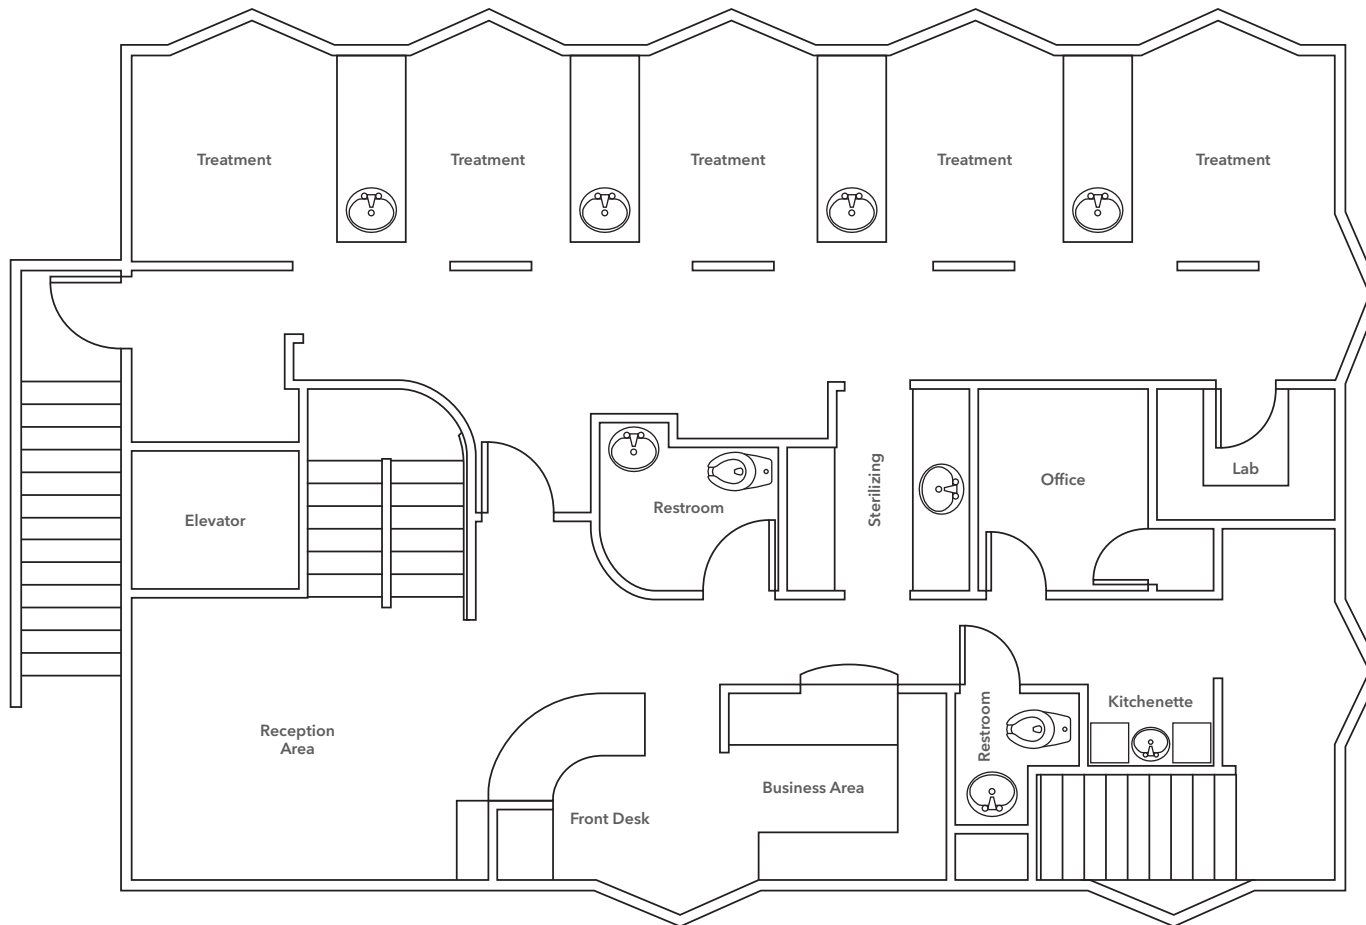 Treatment
Treatment
Treatment
Treatment
Treatment
Sterilizing
Lab
Office
Restroom
Elevator
Restroom
Kitchenette
Reception
Area
Business Area
Front Desk